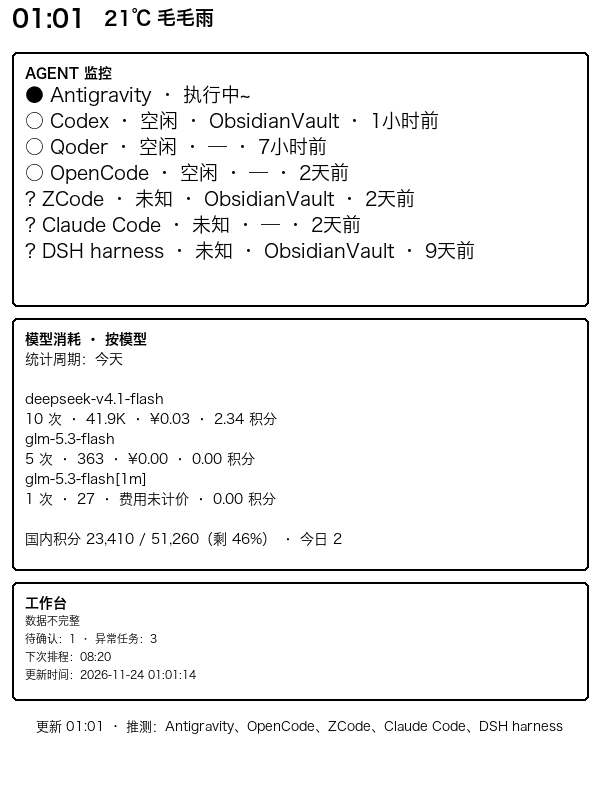 01:01 21℃ 毛毛雨
AGENT 监控
● Antigravity · 执行中~
○ Codex · 空闲 · ObsidianVault · 1小时前
○ Qoder · 空闲 · — · 7小时前
○ OpenCode · 空闲 · — · 2天前
? ZCode · 未知 · ObsidianVault · 2天前
? Claude Code · 未知 · — · 2天前
? DSH harness · 未知 · ObsidianVault · 9天前
模型消耗 · 按模型
统计周期：今天
deepseek-v4.1-flash
10 次 · 41.9K · ¥0.03 · 2.34 积分
glm-5.3-flash
5 次 · 363 · ¥0.00 · 0.00 积分
glm-5.3-flash[1m]
1 次 · 27 · 费用未计价 · 0.00 积分
国内积分 23,410 / 51,260（剩 46%） · 今日 2
工作台
数据不完整
待确认：1 · 异常任务：3
下次排程：08:20
更新时间：2026-11-24 01:01:14
更新 01:01 · 推测：Antigravity、OpenCode、ZCode、Claude Code、DSH harness